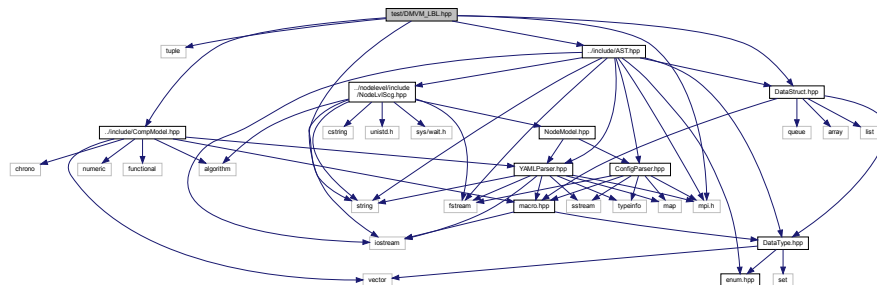 test/DMVM_LBL.hpp
tuple
../include/AST.hpp
../nodelevel/include
/NodeLvlScg.hpp
DataStruct.hpp
../include/CompModel.hpp
cstring
unistd.h
sys/wait.h
NodeModel.hpp
queue
array
list
chrono
numeric
functional
algorithm
YAMLParser.hpp
ConfigParser.hpp
string
fstream
macro.hpp
sstream
typeinfo
map
mpi.h
iostream
DataType.hpp
vector
enum.hpp
set